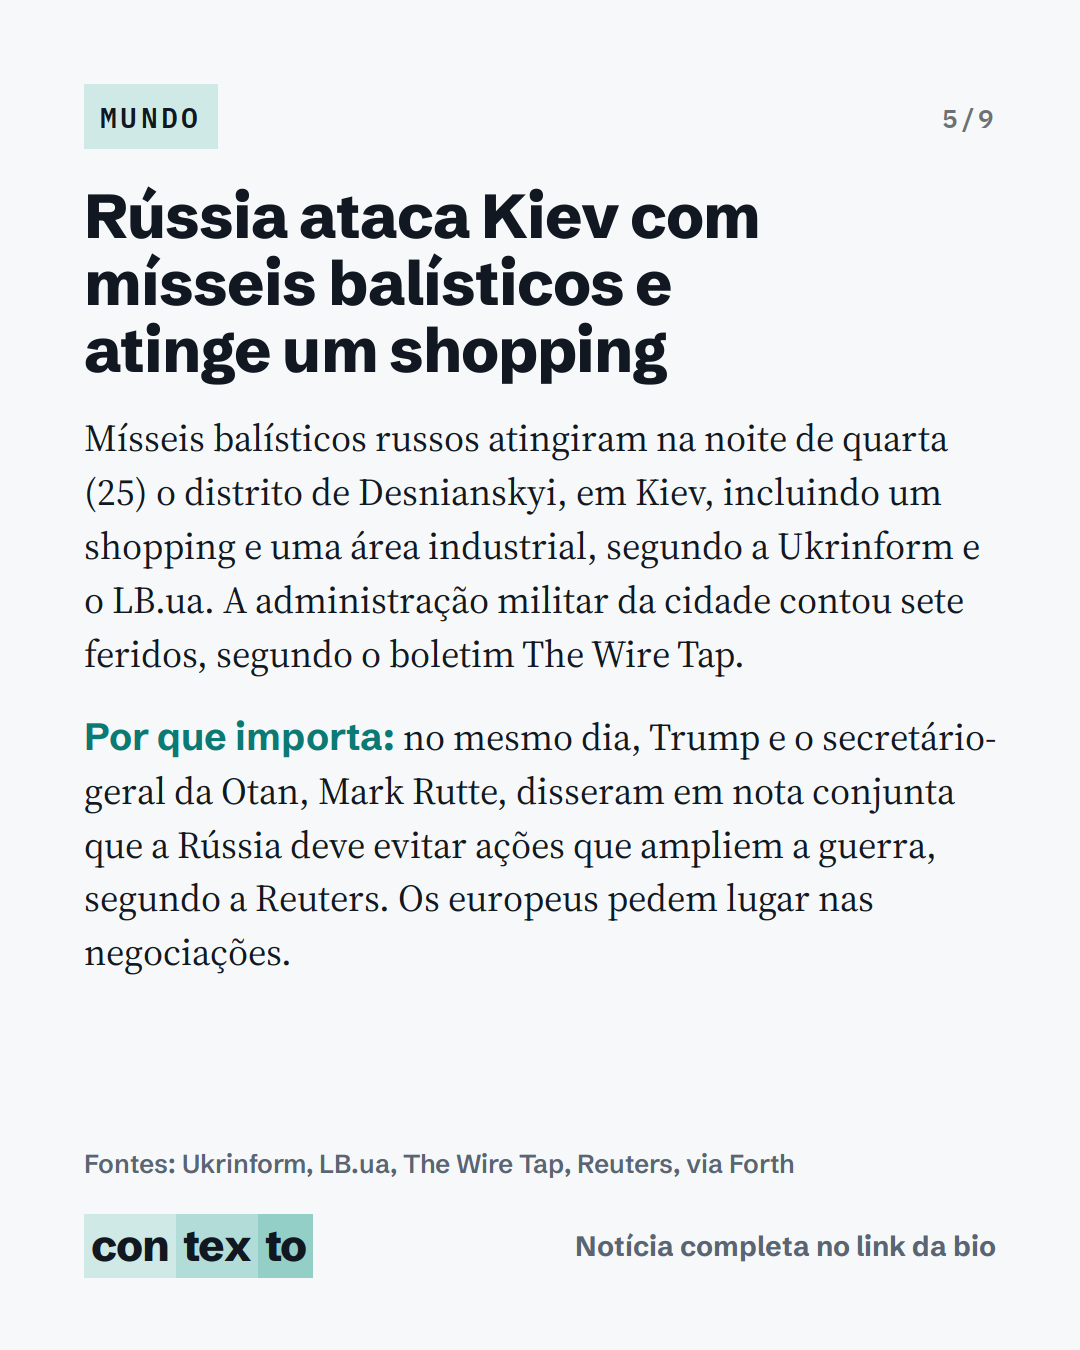 MUNDO
5/9
Rússia ataca Kiev com
mísseis balísticos e
atinge um shopping
Mísseis balísticos russos atingiram na noite de quarta
(25) o distrito de Desnianskyi, em Kiev, incluindo um
shopping e uma área industrial, segundo a Ukrinform e
o LB.ua. A administração militar da cidade contou sete
feridos, segundo o boletim The Wire Tap.
Por que importa: no mesmo dia, Trump e o secretário-
geral da Otan, Mark Rutte, disseram em nota conjunta
que a Rússia deve evitar ações que ampliem a guerra,
segundo a Reuters. Os europeus pedem lugar nas
negociações.
Fontes: Ukrinform, LB.ua, The Wire Tap, Reuters, via Forth
contexto
Notícia completa no link da bio